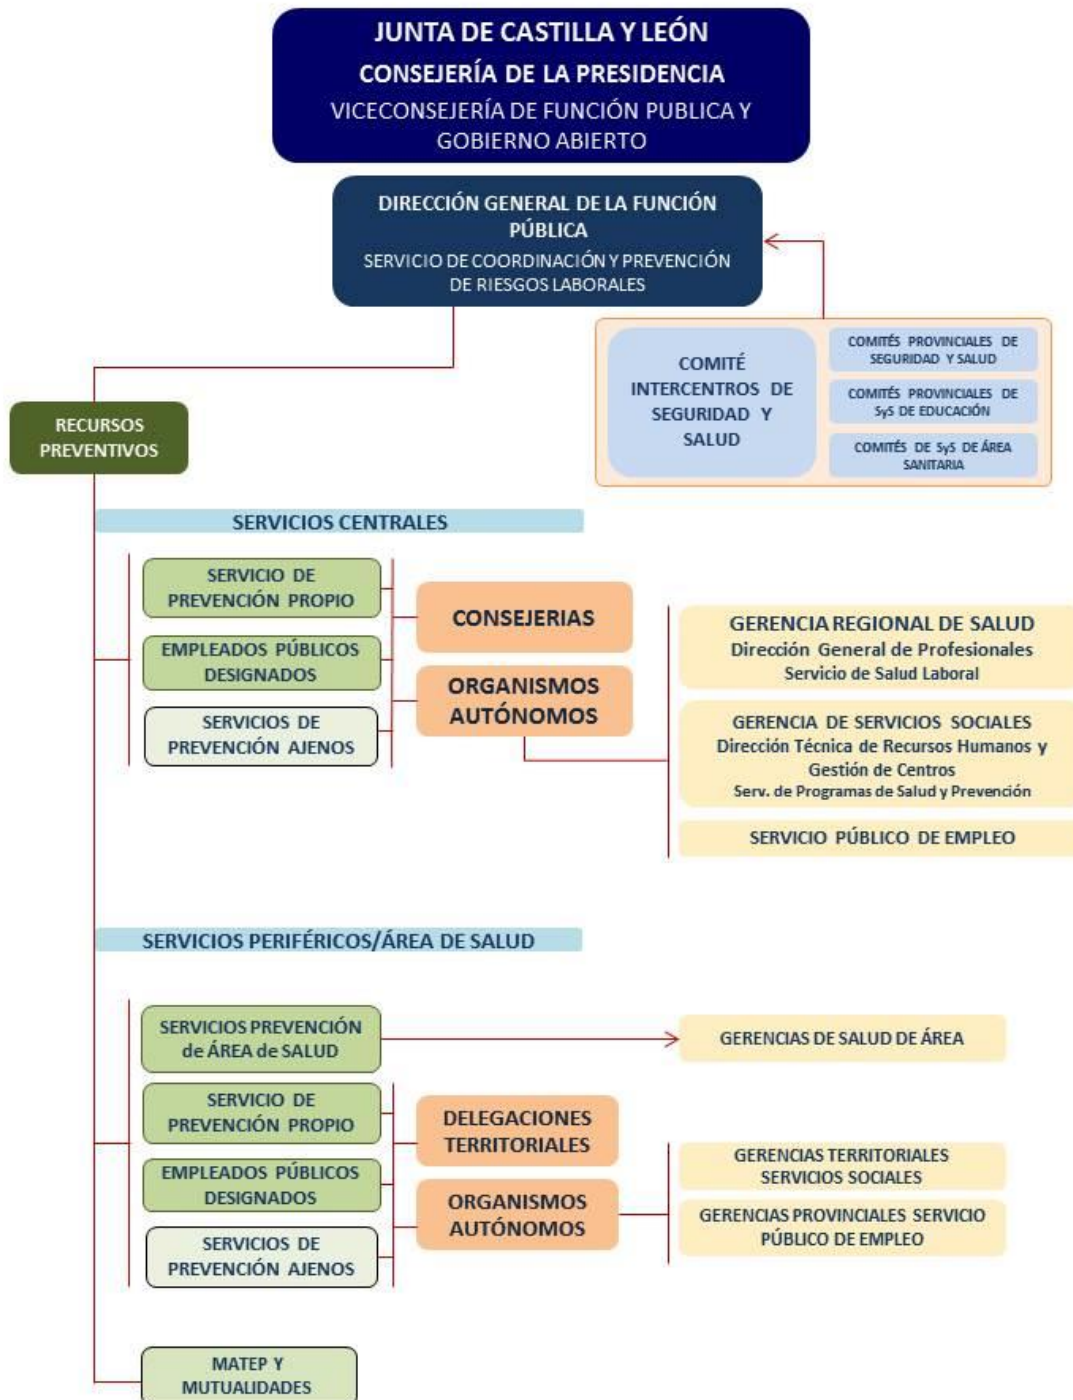 JUNTA DE CASTILLA Y LEÓN
CONSEJERÍA DE LA PRESIDENCIA
VICECONSEJERÍA DE FUNCIÓN PUBLICA Y
GOBIERNO ABIERTO
DIRECCIÓN GENERAL DE LA FUNCIÓN
PÚBLICA
SERVICIO DE COORDINACIÓN Y PREVENCIÓN
DE RIESGOS LABORALES
COMITÉ
INTERCENTROS DE
SEGURIDAD Y
SALUD
COMITÉS PROVINCIALES DE
SEGURIDAD Y SALUD
COMITÉS PROVINCIALES DE
SyS DE EDUCACIÓN
COMITÉS DE SyS DE ÁREA
SANITARIA
RECURSOS
PREVENTIVOS
SERVICIOS CENTRALES
SERVICIO DE
PREVENCIÓN PROPIO
EMPLEADOS PÚBLICOS
DESIGNADOS
SERVICIOS DE
PREVENCIÓN AJENOS
CONSEJERIAS
ORGANISMOS
AUTÓNOMOS
GERENCIA REGIONAL DE SALUD
Dirección General de Profesionales
Servicio de Salud Laboral
GERENCIA DE SERVICIOS SOCIALES
Dirección Técnica de Recursos Humanos y
Gestión de Centros
Serv. de Programas de Salud y Prevención
SERVICIO PÚBLICO DE EMPLEO
SERVICIOS PERIFÉRICOS/ÁREA DE SALUD
SERVICIOS PREVENCIÓN
de ÁREA de SALUD
GERENCIAS DE SALUD DE ÁREA
SERVICIO DE
PREVENCIÓN PROPIO
EMPLEADOS PÚBLICOS
DESIGNADOS
SERVICIOS DE
PREVENCIÓN AJENOS
DELEGACIONES
TERRITORIALES
ORGANISMOS
AUTÓNOMOS
GERENCIAS TERRITORIALES
SERVICIOS SOCIALES
GERENCIAS PROVINCIALES SERVICIO
PÚBLICO DE EMPLEO
MATEP Y
MUTUALIDADES